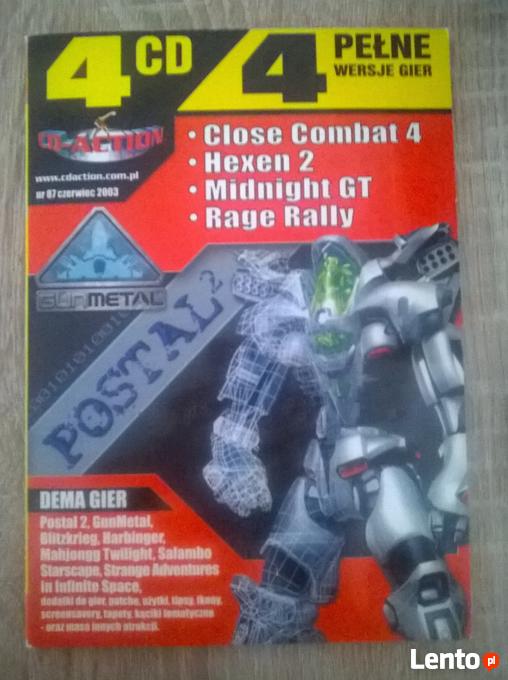 4 CD
4 PEŁNE
WERSJE GIER
CD-ACTION
www.cdaction.com.pl
nr 87 czerwiec 2003
• Close Combat 4
• Hexen 2
• Midnight GT
• Rage Rally
GUNMETAL
POSTAL²
DEMA GIER
Postal 2, GunMetal,
Blitzkrieg, Harbinger,
Mahjongg Twilight, Salambo
Starscape, Strange Adventures
in Infinite Space,
dodatki do gier, patche, użytki, tipsy, ikony,
screensavery, tapety, kąciki tematyczne
- oraz masa innych atrakcji.
Lento.pl